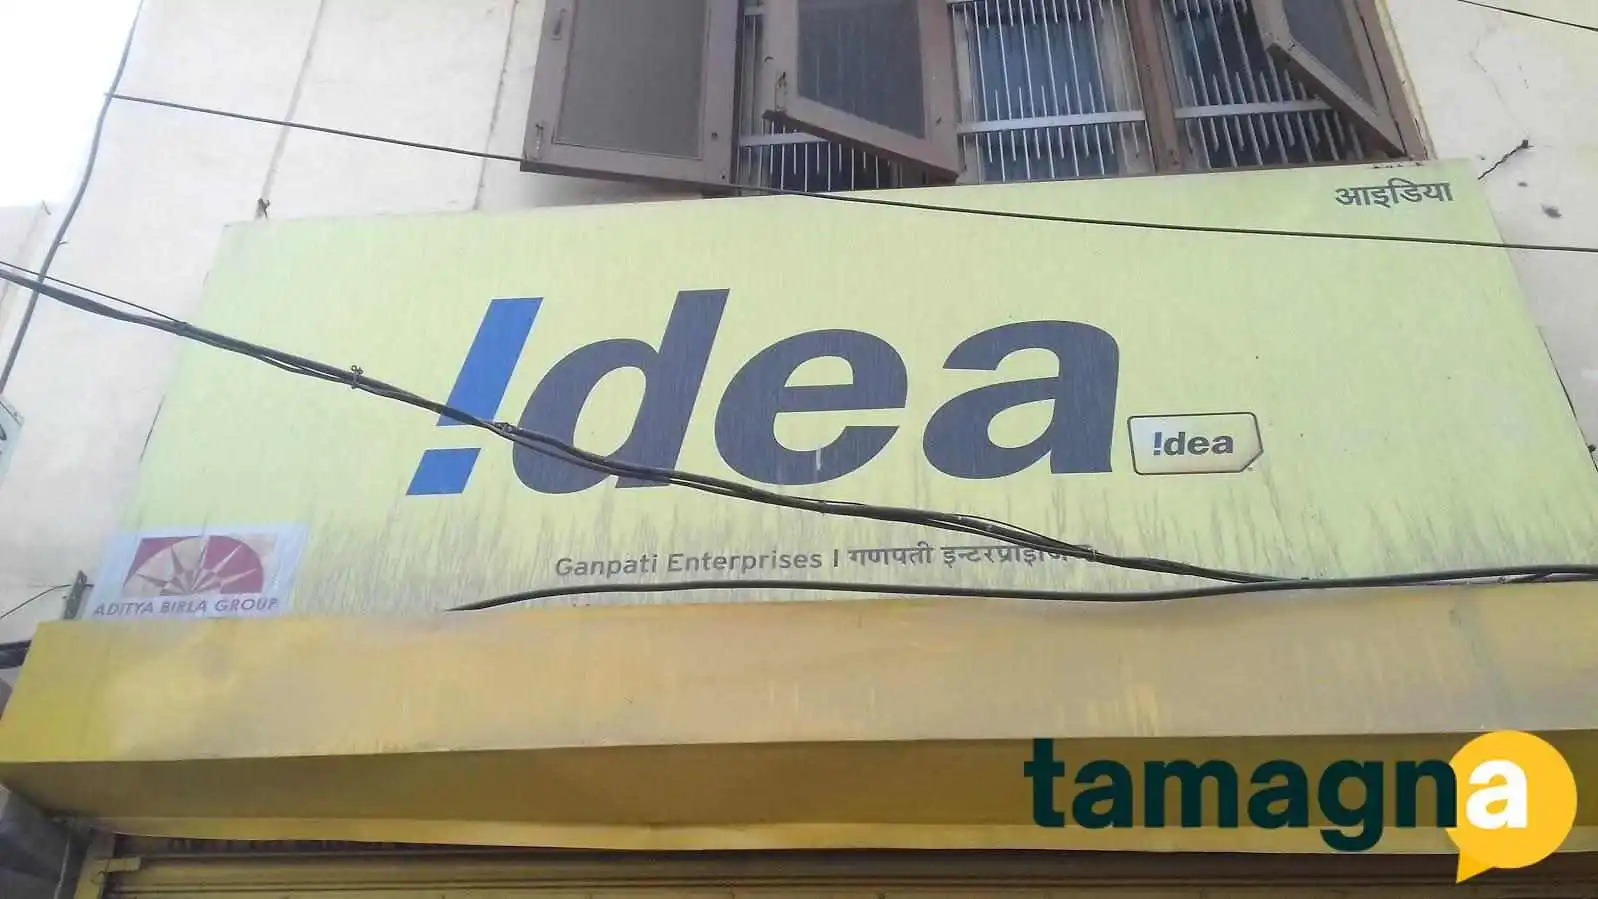 आइडिया
!dea
!dea
Ganpati Enterprises | गणपती इन्टरप्राइजिज
ADITYA BIRLA GROUP
tamagna